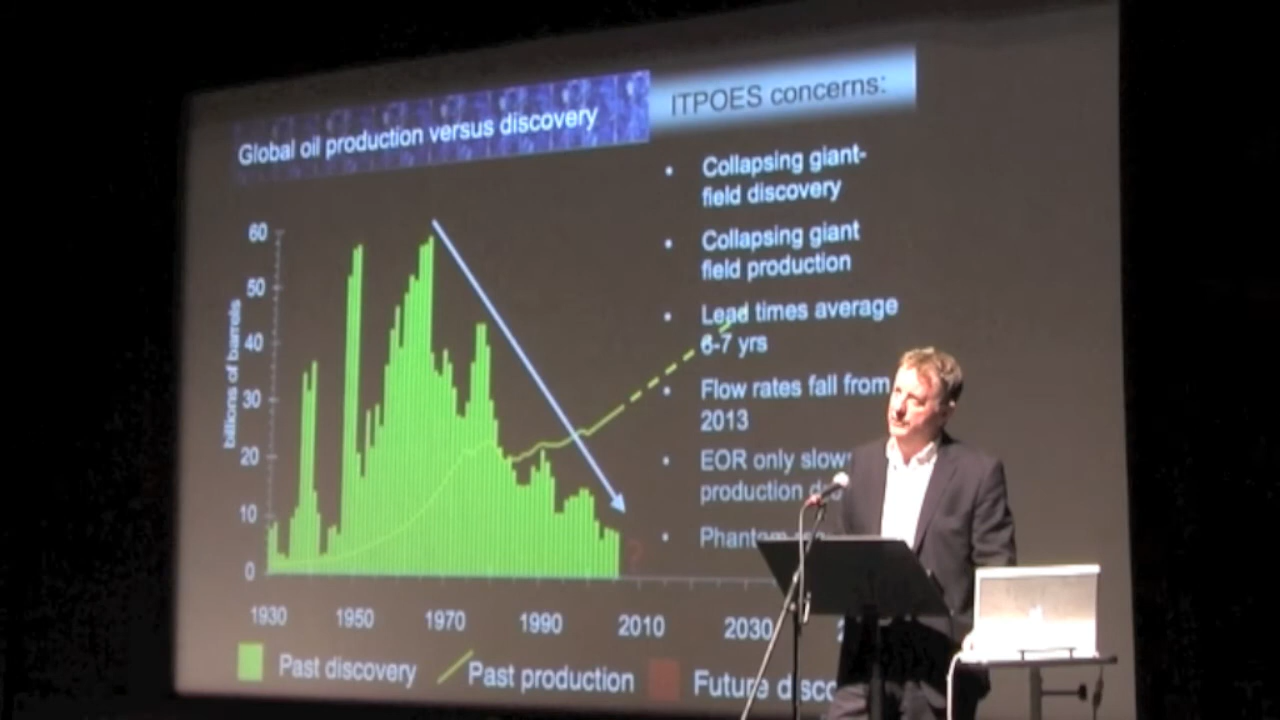 Global oil production versus discovery
ITPOES concerns:
• Collapsing giant-
field discovery
• Collapsing giant
field production
• Lead times average
6-7 yrs
• Flow rates fall from
2013
• EOR only slows
production
• Phantom
billions of barrels
60
50
40
30
20
10
0
1930 1950 1970 1990 2010 2030
?
Past discovery Past production Future